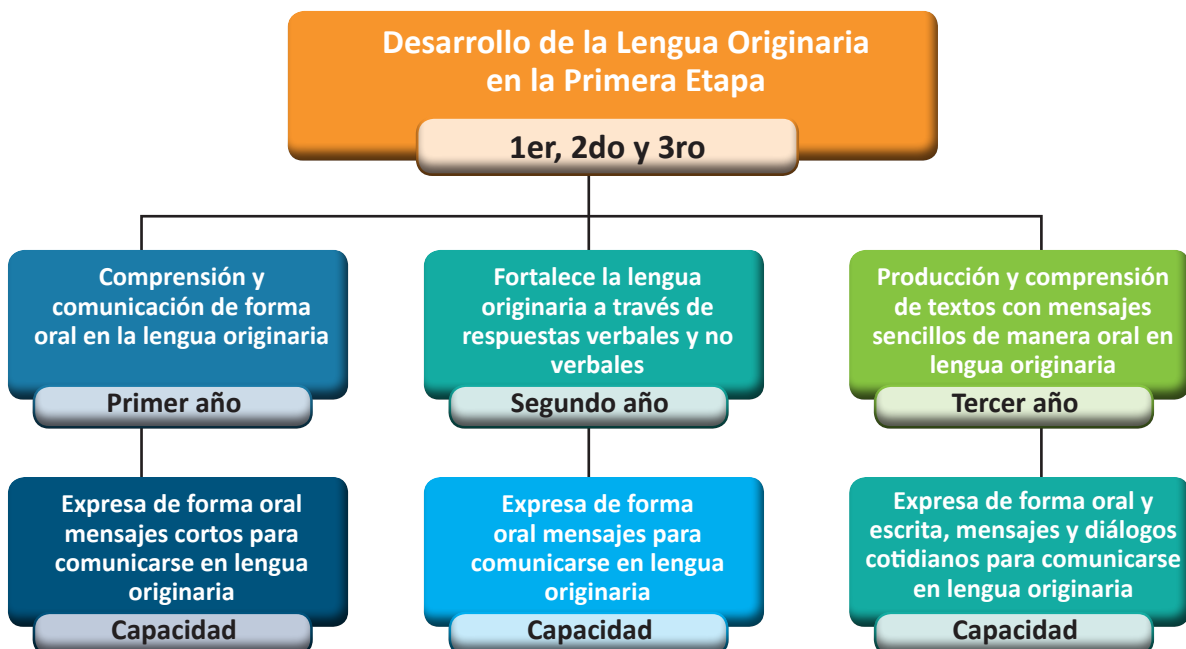 Desarrollo de la Lengua Originaria
en la Primera Etapa
1er, 2do y 3ro
Comprensión y
comunicación de forma
oral en la lengua originaria
Primer año
Fortalece la lengua
originaria a través de
respuestas verbales y no
verbales
Segundo año
Producción y comprensión
de textos con mensajes
sencillos de manera oral en
lengua originaria
Tercer año
Expresa de forma oral
mensajes cortos para
comunicarse en lengua
originaria
Capacidad
Expresa de forma
oral mensajes para
comunicarse en lengua
originaria
Capacidad
Expresa de forma oral y
escrita, mensajes y diálogos
cotidianos para comunicarse
en lengua originaria
Capacidad